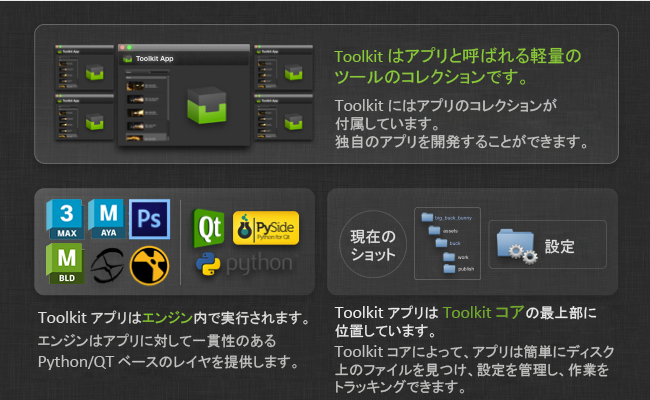 Toolkit App
Toolkit App
Toolkit App
Toolkit App
Toolkit App
Toolkit はアプリと呼ばれる軽量の
ツールのコレクションです。
Toolkit にはアプリのコレクションが
付属しています。
独自のアプリを開発することができます。
3
MAX
M
AYA
Ps
M
BLD
Qt
PySide
Python for Qt
python
現在の
ショット
big_buck_bunny
assets
buck
work
publish
設定
Toolkit アプリはエンジン内で実行されます。
エンジンはアプリに対して一貫性のある
Python/QT ベースのレイヤを提供します。
Toolkit アプリは Toolkit コアの最上部に
位置しています。
Toolkit コアによって、アプリは簡単にディスク
上のファイルを見つけ、設定を管理し、作業を
トラッキングできます。